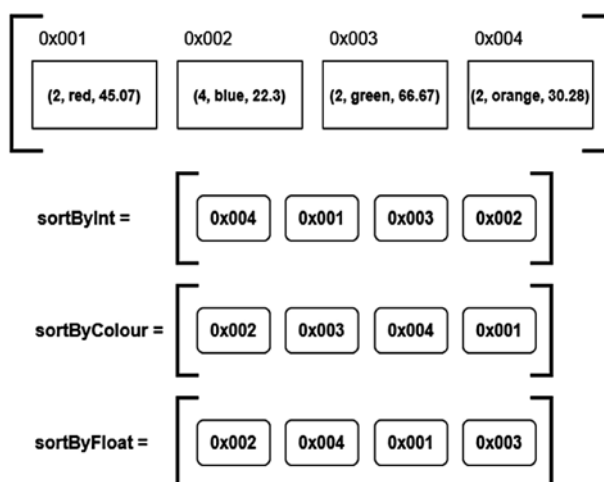 0x001 0x002 0x003 0x004
(2, red, 45.07) (4, blue, 22.3) (2, green, 66.67) (2, orange, 30.28)
sortByInt = 0x004 0x001 0x003 0x002
sortByColour = 0x002 0x003 0x004 0x001
sortByFloat = 0x002 0x004 0x001 0x003